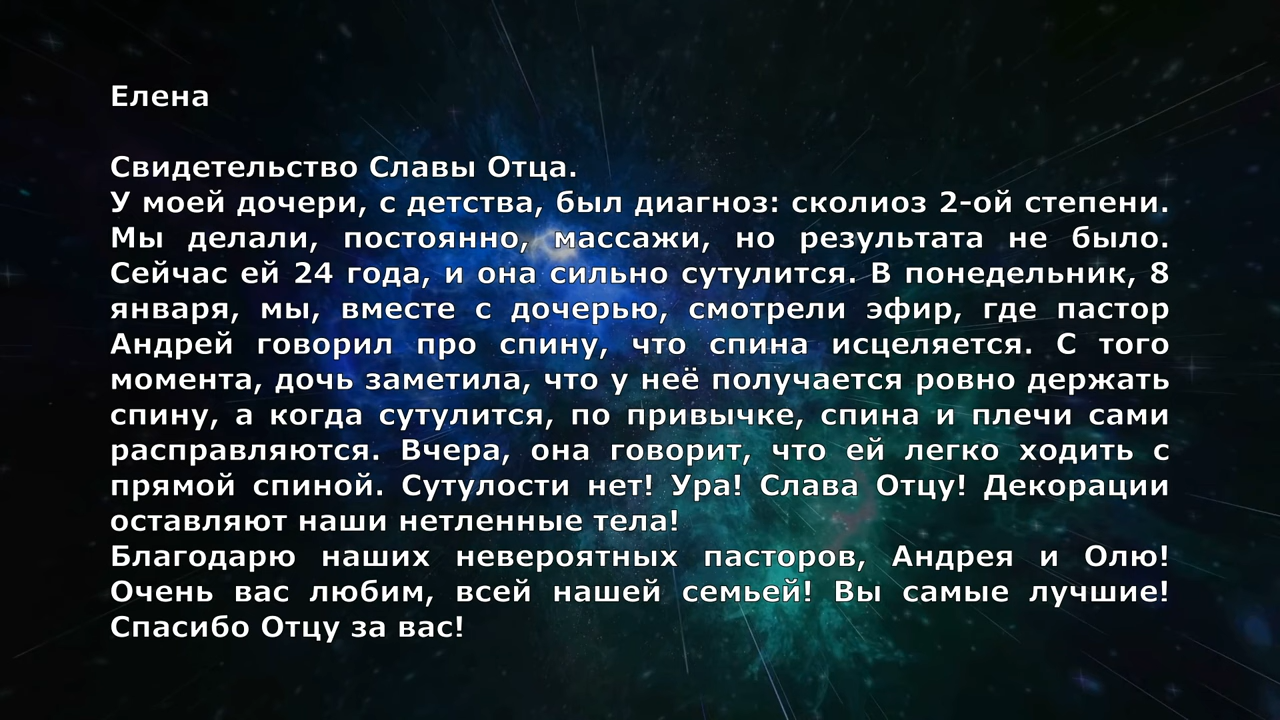 Елена
Свидетельство Славы Отца.
У моей дочери, с детства, был диагноз: сколиоз 2-ой степени.
Мы делали, постоянно, массажи, но результата не было.
Сейчас ей 24 года, и она сильно сутулится. В понедельник, 8
января, мы, вместе с дочерью, смотрели эфир, где пастор
Андрей говорил про спину, что спина исцеляется. С того
момента, дочь заметила, что у неё получается ровно держать
спину, а когда сутулится, по привычке, спина и плечи сами
расправляются. Вчера, она говорит, что ей легко ходить с
прямой спиной. Сутулости нет! Ура! Слава Отцу! Декорации
оставляют наши нетленные тела!
Благодарю наших невероятных пасторов, Андрея и Олю!
Очень вас любим, всей нашей семьей! Вы самые лучшие!
Спасибо Отцу за вас!